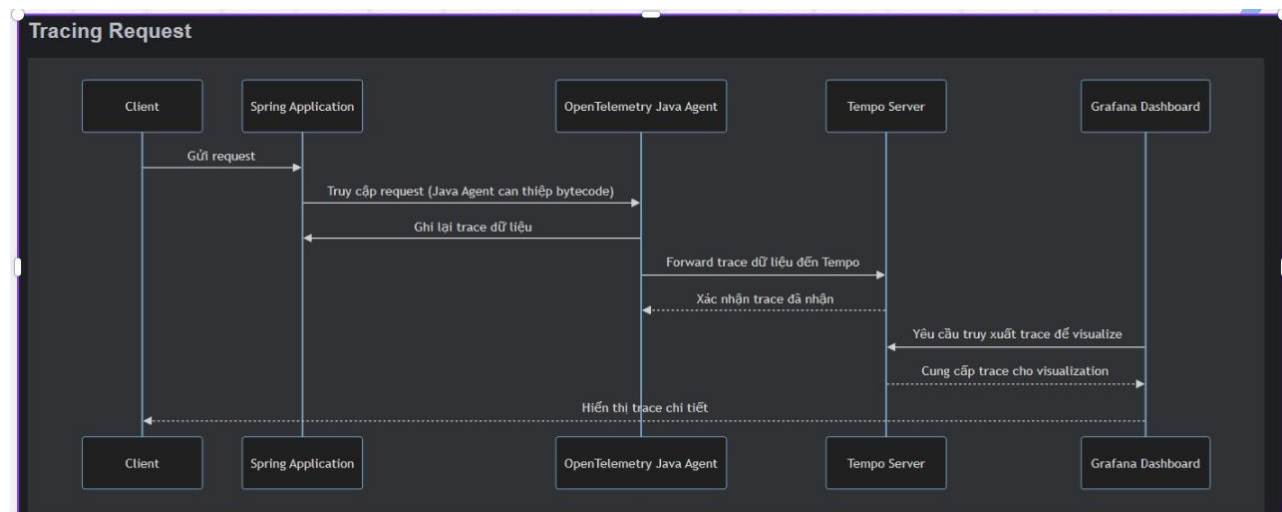 Tracing Request
Client
Spring Application
OpenTelemetry Java Agent
Tempo Server
Grafana Dashboard
Gửi request
Truy cập request (Java Agent can thiệp bytecode)
Ghi lại trace dữ liệu
Forward trace dữ liệu đến Tempo
Xác nhận trace đã nhận
Yêu cầu truy xuất trace để visualize
Cung cấp trace cho visualization
Hiển thị trace chi tiết
Client
Spring Application
OpenTelemetry Java Agent
Tempo Server
Grafana Dashboard